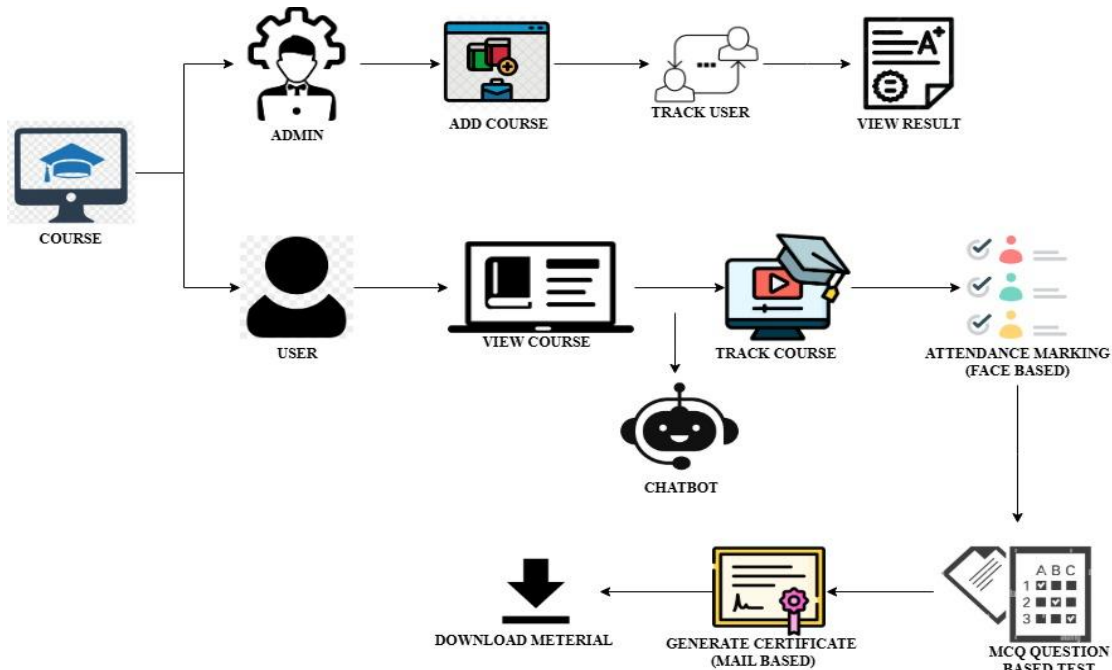 A+
ADMIN
ADD COURSE
TRACK USER
VIEW RESULT
COURSE
USER
VIEW COURSE
TRACK COURSE
ATTENDANCE MARKING
(FACE BASED)
CHATBOT
A B C
1
2
3
DOWNLOAD METERIAL
GENERATE CERTIFICATE
(MAIL BASED)
MCQ QUESTION
BASED TEST